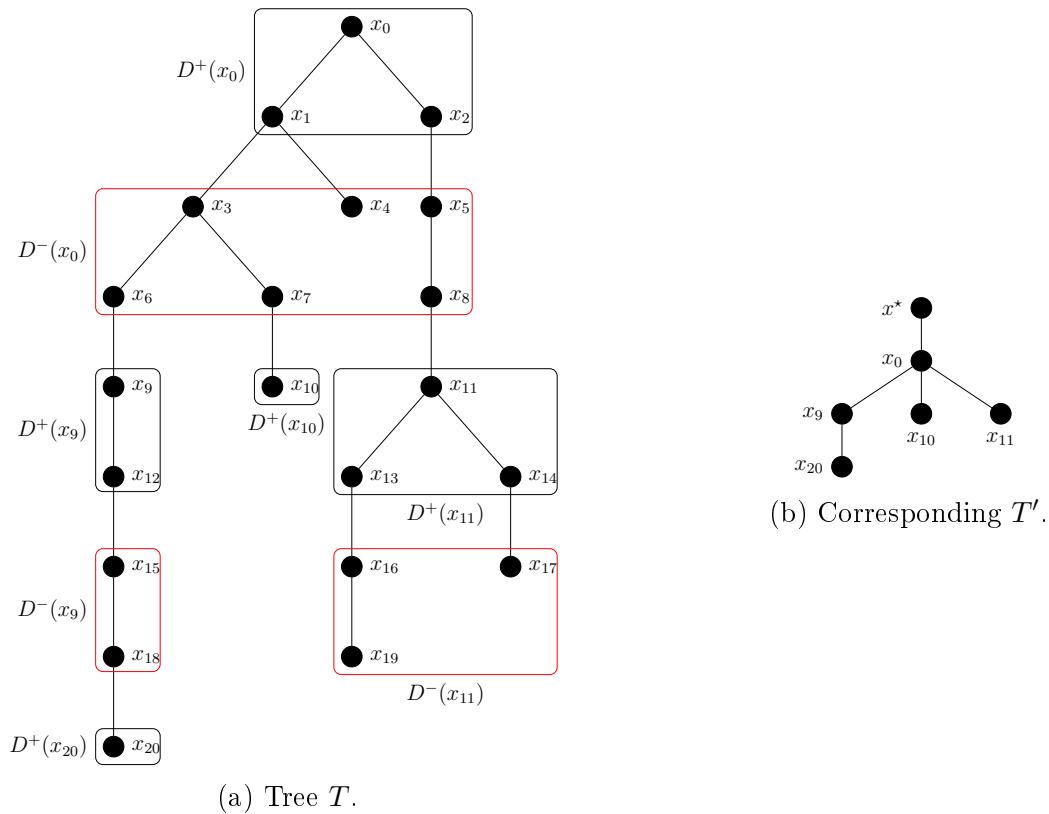 x₀
D⁺(x₀)
x₁
x₂
x₃
x₄
x₅
D⁻(x₀)
x₆
x₇
x₈
x₉
x₁₀
x₁₁
D⁺(x₁₀)
D⁺(x₉)
x₁₂
x₁₃
x₁₄
D⁺(x₁₁)
x₁₅
x₁₆
x₁₇
D⁻(x₉)
x₁₈
x₁₉
D⁻(x₁₁)
D⁺(x₂₀)
x₂₀
(a) Tree T.
x⋆
x₀
x₉
x₁₀
x₁₁
x₂₀
(b) Corresponding T′.